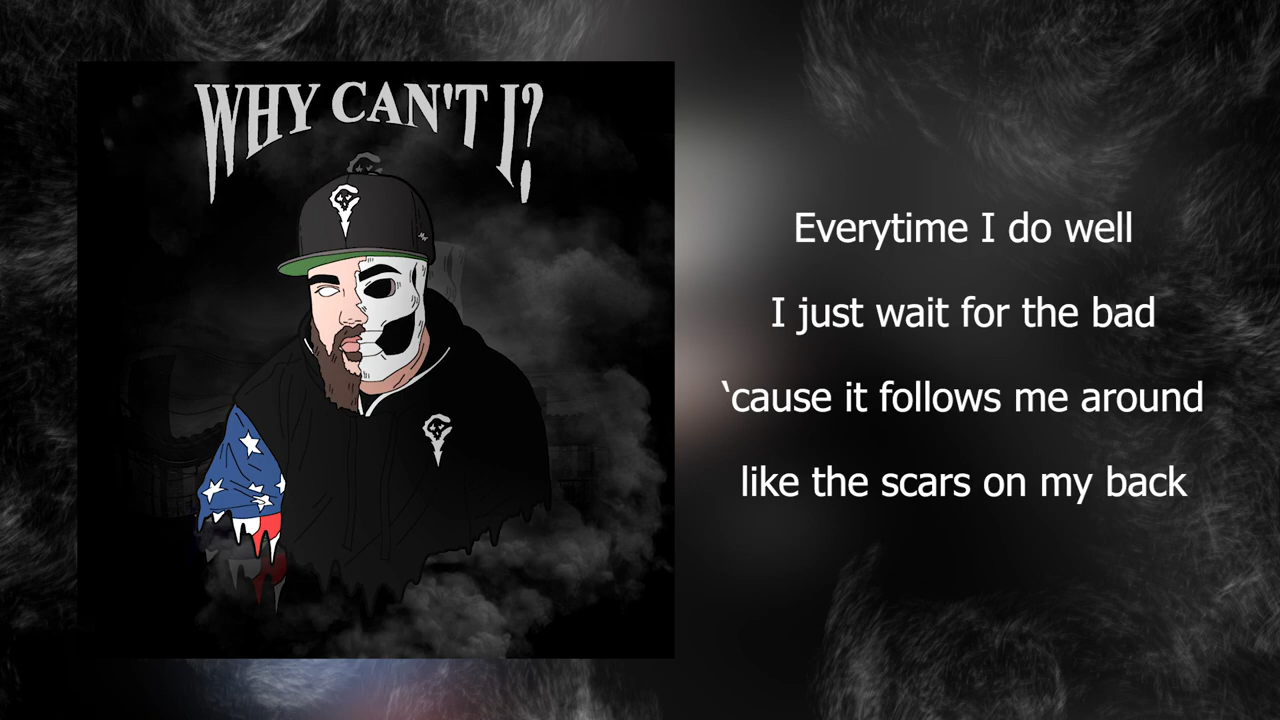 WHY CAN'T I?
Everytime I do well
I just wait for the bad
‘cause it follows me around
like the scars on my back